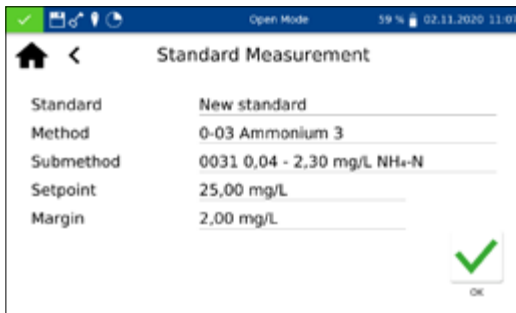 Open Mode 59 % 02.11.2020 11:07
Standard Measurement
Standard New standard
Method 0-03 Ammonium 3
Submethod 0031 0,04 - 2,30 mg/L NH₄-N
Setpoint 25,00 mg/L
Margin 2,00 mg/L
OK